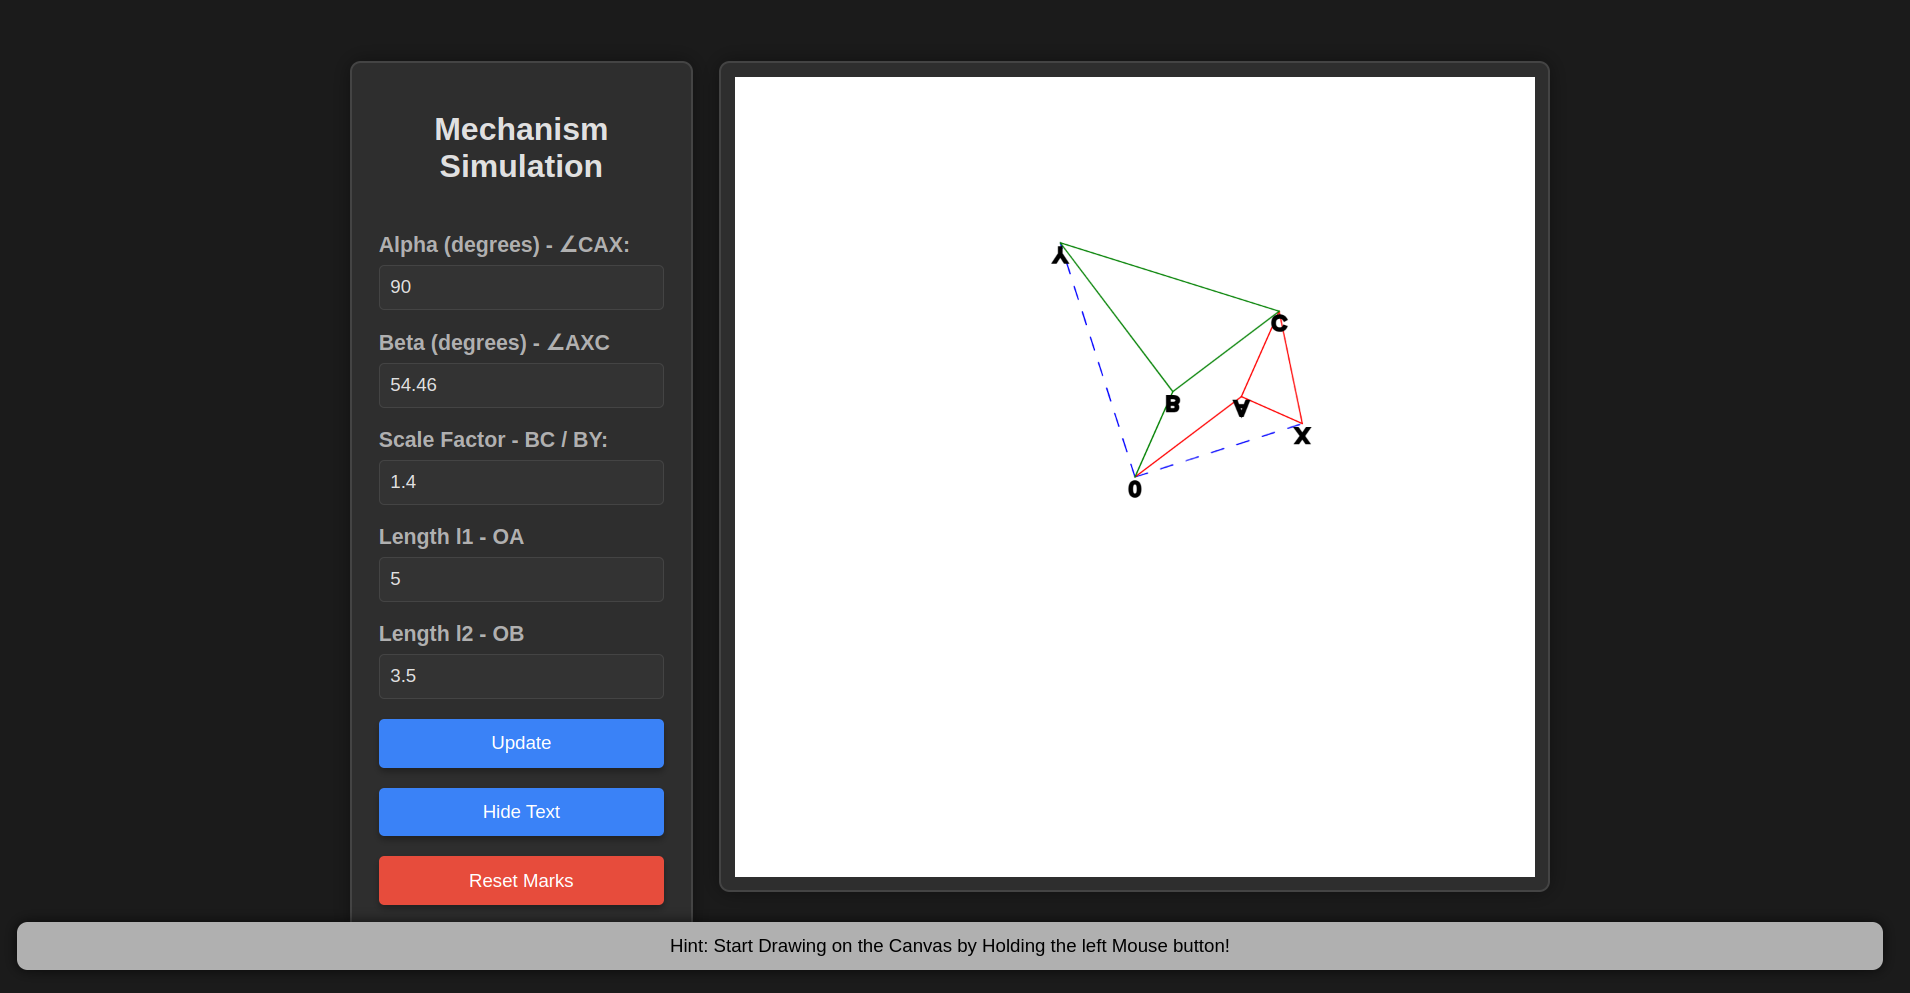 Mechanism
Simulation
Alpha (degrees) - ∠CAX:
90
Beta (degrees) - ∠AXC
54.46
Scale Factor - BC / BY:
1.4
Length l1 - OA
5
Length l2 - OB
3.5
Update
Hide Text
Reset Marks
Y
C
B
A
X
0
Hint: Start Drawing on the Canvas by Holding the left Mouse button!